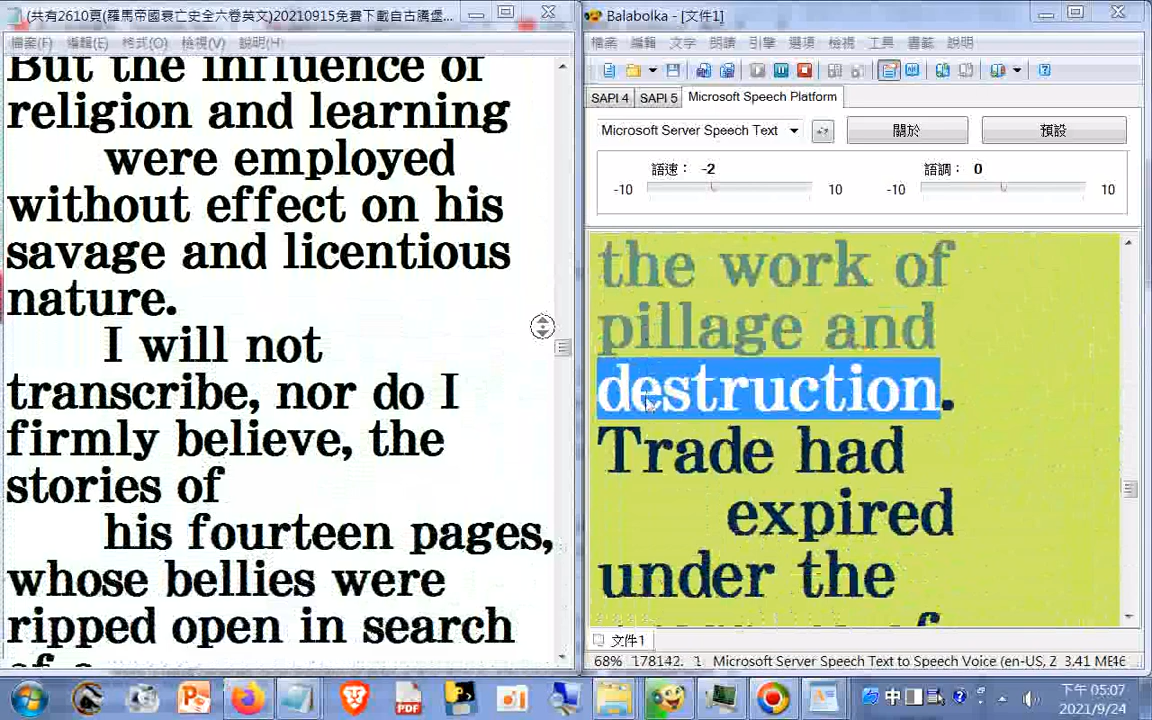 (共有2610頁(羅馬帝國衰亡史全六卷英文)20210915免費下載自古騰堡...
檔案(F) 編輯(E) 格式(O) 檢視(V) 說明(H)
But the influence of
religion and learning
were employed
without effect on his
savage and licentious
nature.
I will not
transcribe, nor do I
firmly believe, the
stories of
his fourteen pages,
whose bellies were
ripped open in search
of a
Balabolka - [文件1]
檔案 編輯 文字 朗讀 引擎 選項 檢視 工具 書籤 說明
SAPI 4 SAPI 5 Microsoft Speech Platform
Microsoft Server Speech Text 關於 預設
語速： -2 語調： 0
-10 10 -10 10
the work of
pillage and
destruction.
Trade had
expired
under the
文件1
68% 178142. 1 Microsoft Server Speech Text to Speech Voice (en-US, Z 3,41 ME46
中
下午 05:07
2021/9/24